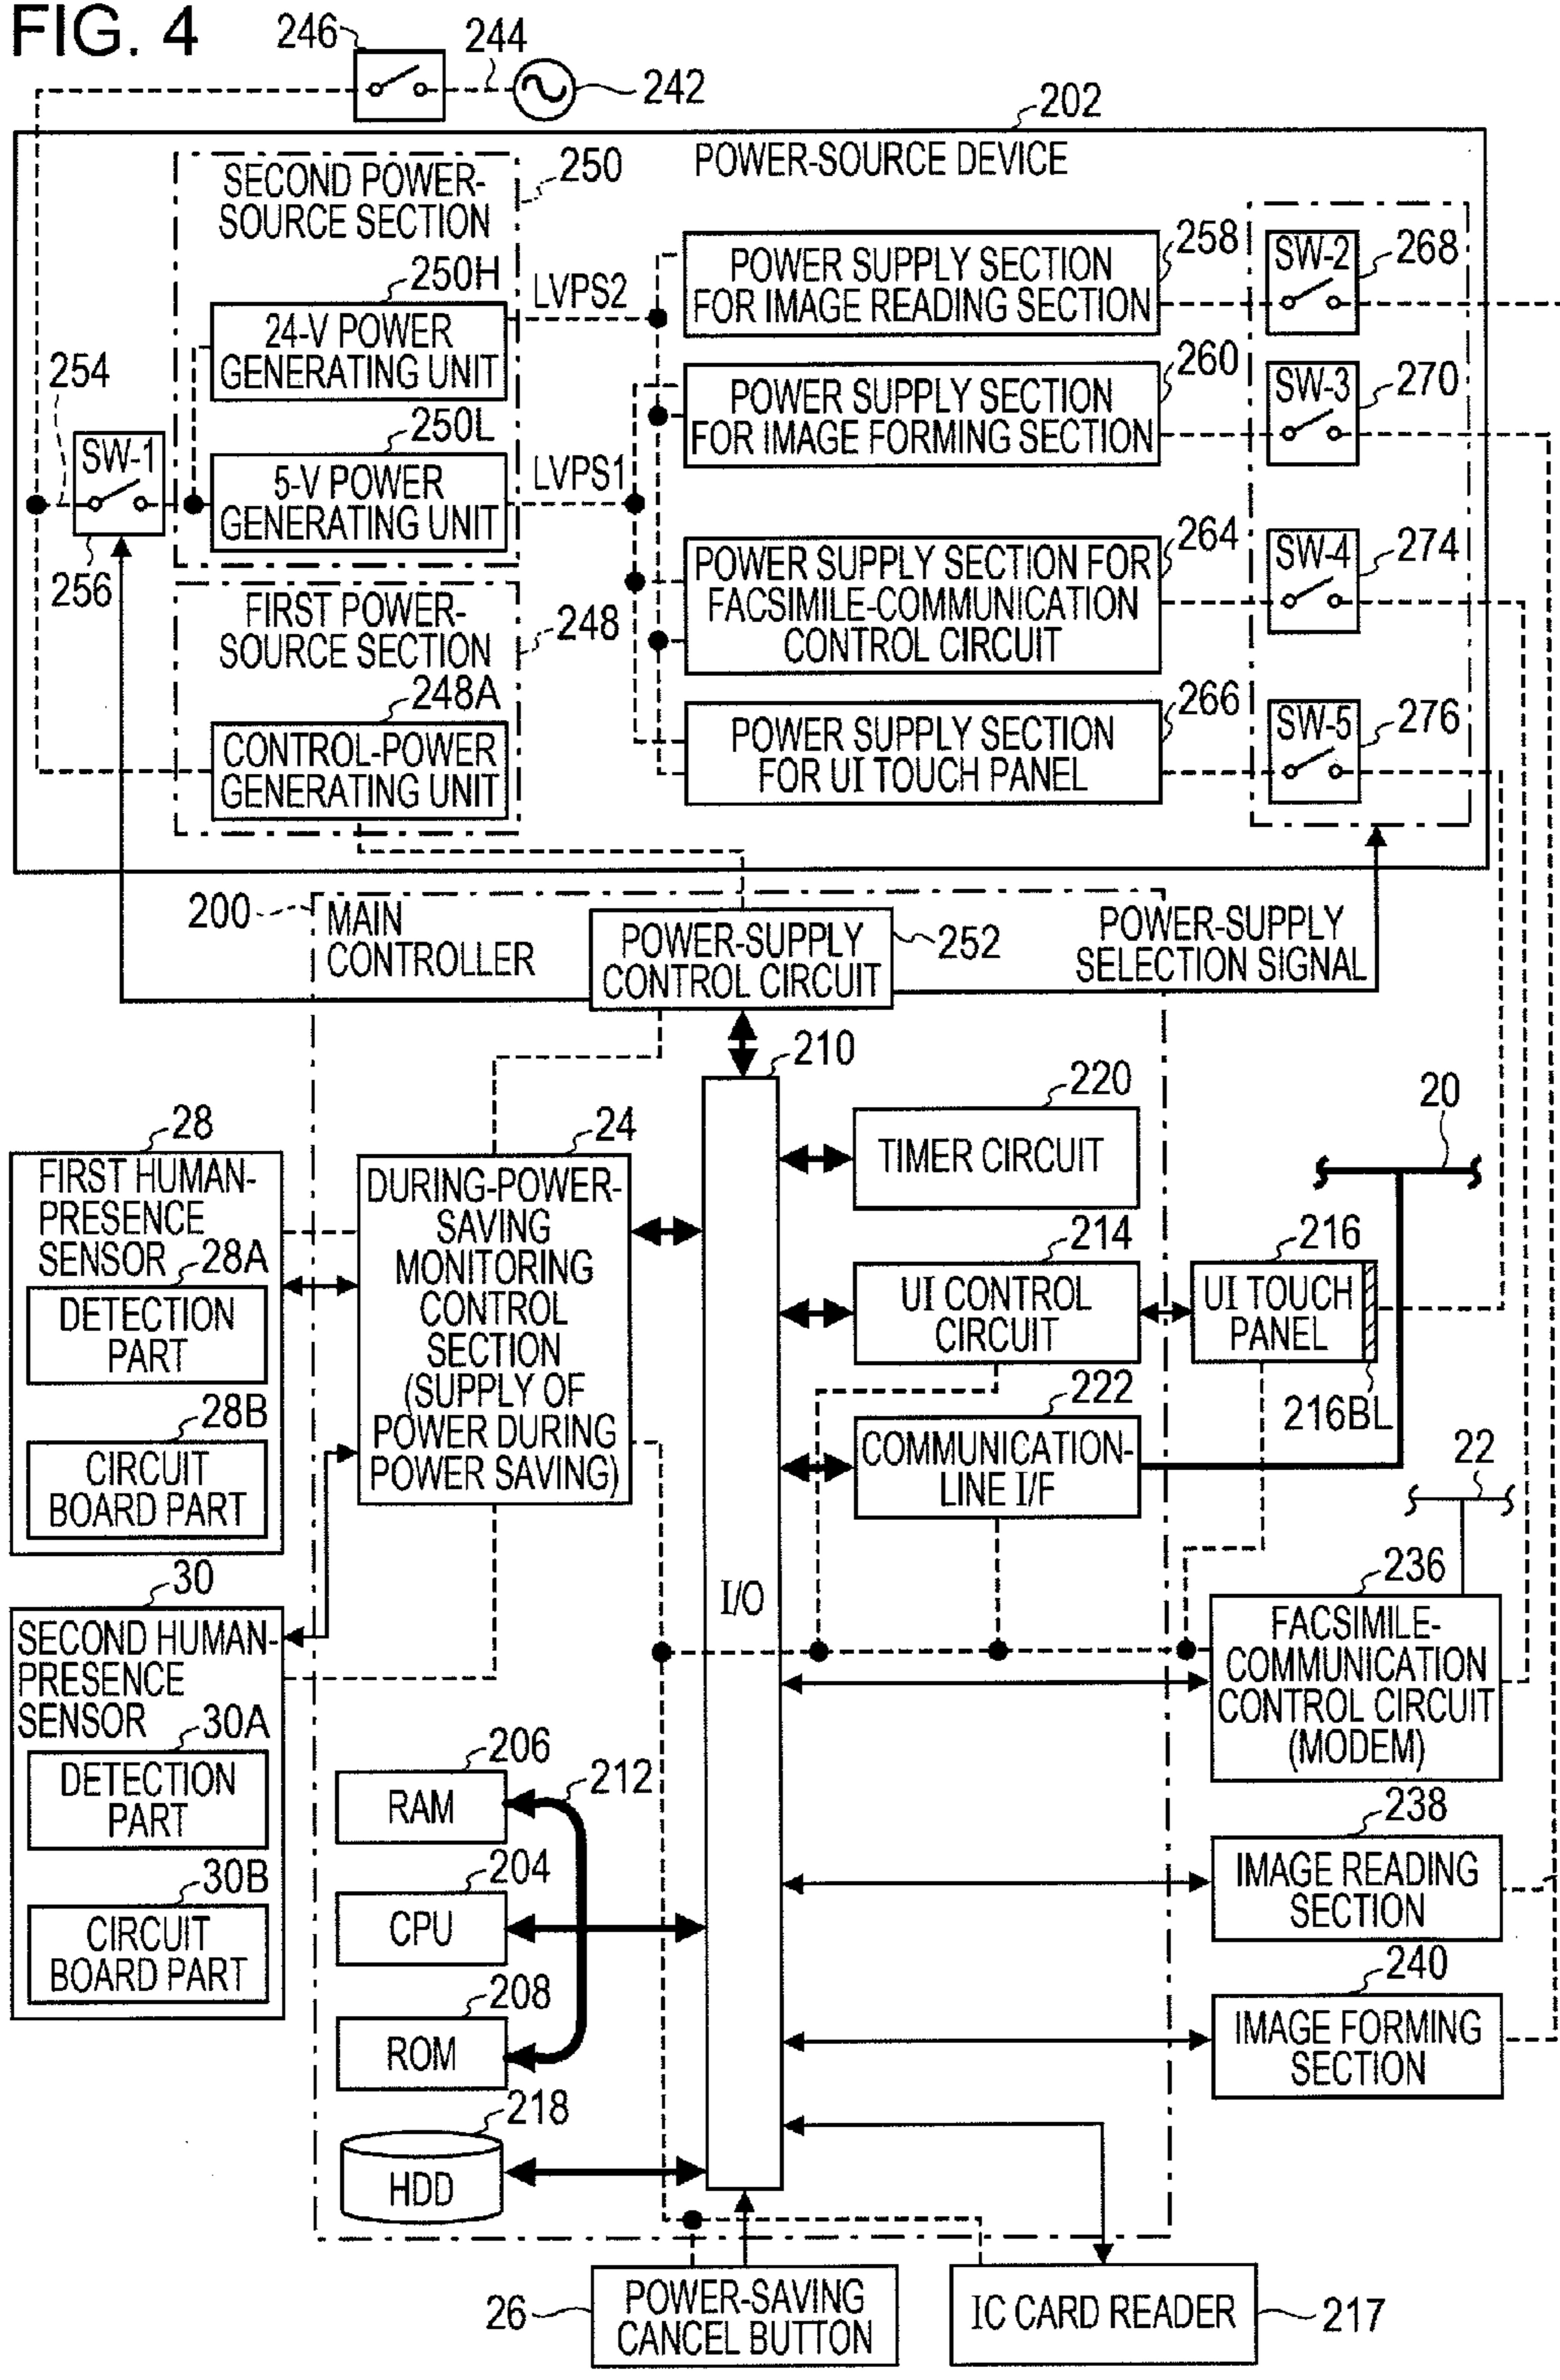 FIG. 4
246
244
242
202
POWER-SOURCE DEVICE
SECOND POWER-
SOURCE SECTION
250
250H
24-V POWER
GENERATING UNIT
LVPS2
254
SW-1
256
250L
5-V POWER
GENERATING UNIT
LVPS1
FIRST POWER-
SOURCE SECTION
248
248A
CONTROL-POWER
GENERATING UNIT
POWER SUPPLY SECTION
FOR IMAGE READING SECTION
258
SW-2
268
POWER SUPPLY SECTION
FOR IMAGE FORMING SECTION
260
SW-3
270
POWER SUPPLY SECTION FOR
FACSIMILE-COMMUNICATION
CONTROL CIRCUIT
264
SW-4
274
POWER SUPPLY SECTION
FOR UI TOUCH PANEL
266
SW-5
276
200
MAIN
CONTROLLER
POWER-SUPPLY
CONTROL CIRCUIT
252
POWER-SUPPLY
SELECTION SIGNAL
210
I/O
28
FIRST HUMAN-
PRESENCE
SENSOR
28A
DETECTION
PART
28B
CIRCUIT
BOARD PART
24
DURING-POWER-
SAVING
MONITORING
CONTROL
SECTION
(SUPPLY OF
POWER DURING
POWER SAVING)
220
TIMER CIRCUIT
214
UI CONTROL
CIRCUIT
216
UI TOUCH
PANEL
216BL
20
222
COMMUNICATION-
LINE I/F
22
30
SECOND HUMAN-
PRESENCE
SENSOR
30A
DETECTION
PART
30B
CIRCUIT
BOARD PART
236
FACSIMILE-
COMMUNICATION
CONTROL CIRCUIT
(MODEM)
206
RAM
212
204
CPU
208
ROM
218
HDD
238
IMAGE READING
SECTION
240
IMAGE FORMING
SECTION
26
POWER-SAVING
CANCEL BUTTON
IC CARD READER
217